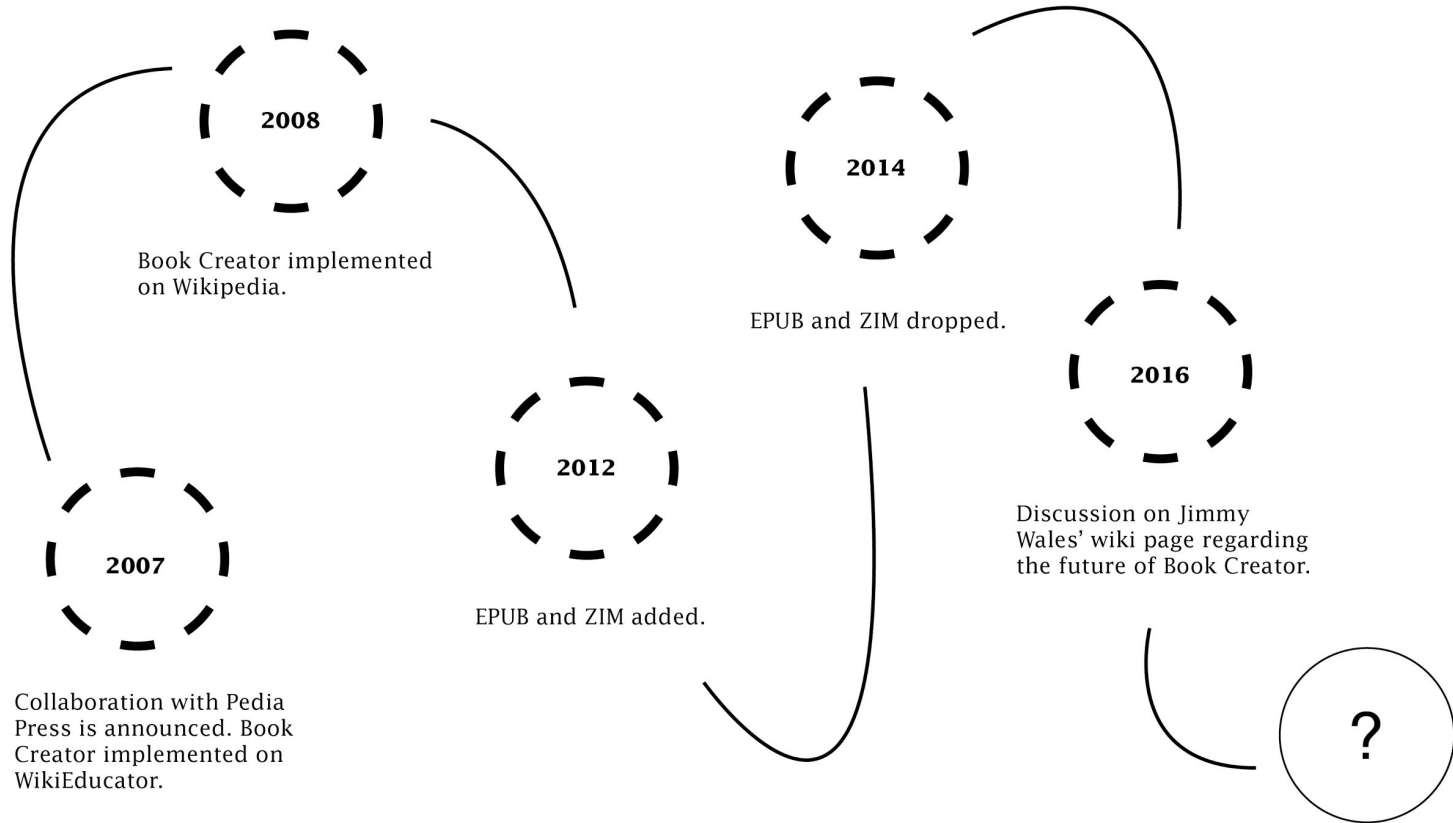 2007
Collaboration with Pedia
Press is announced. Book
Creator implemented on
WikiEducator.
2008
Book Creator implemented
on Wikipedia.
2012
EPUB and ZIM added.
2014
EPUB and ZIM dropped.
2016
Discussion on Jimmy
Wales’ wiki page regarding
the future of Book Creator.
?